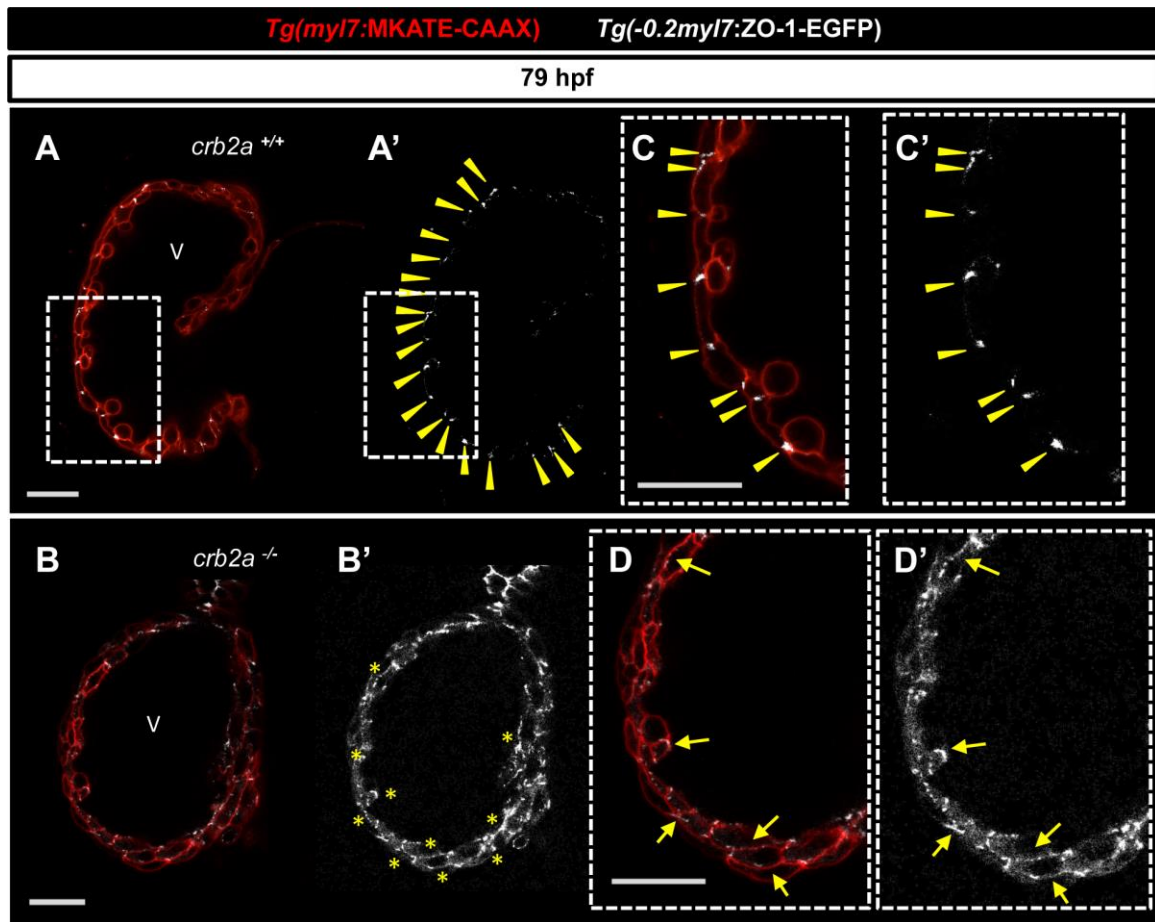 Tg(myl7:MKATE-CAAX) Tg(-0.2myl7:ZO-1-EGFP)
79 hpf
A crb2a +/+ A' C C'
V
B crb2a -/- B' D D'
V